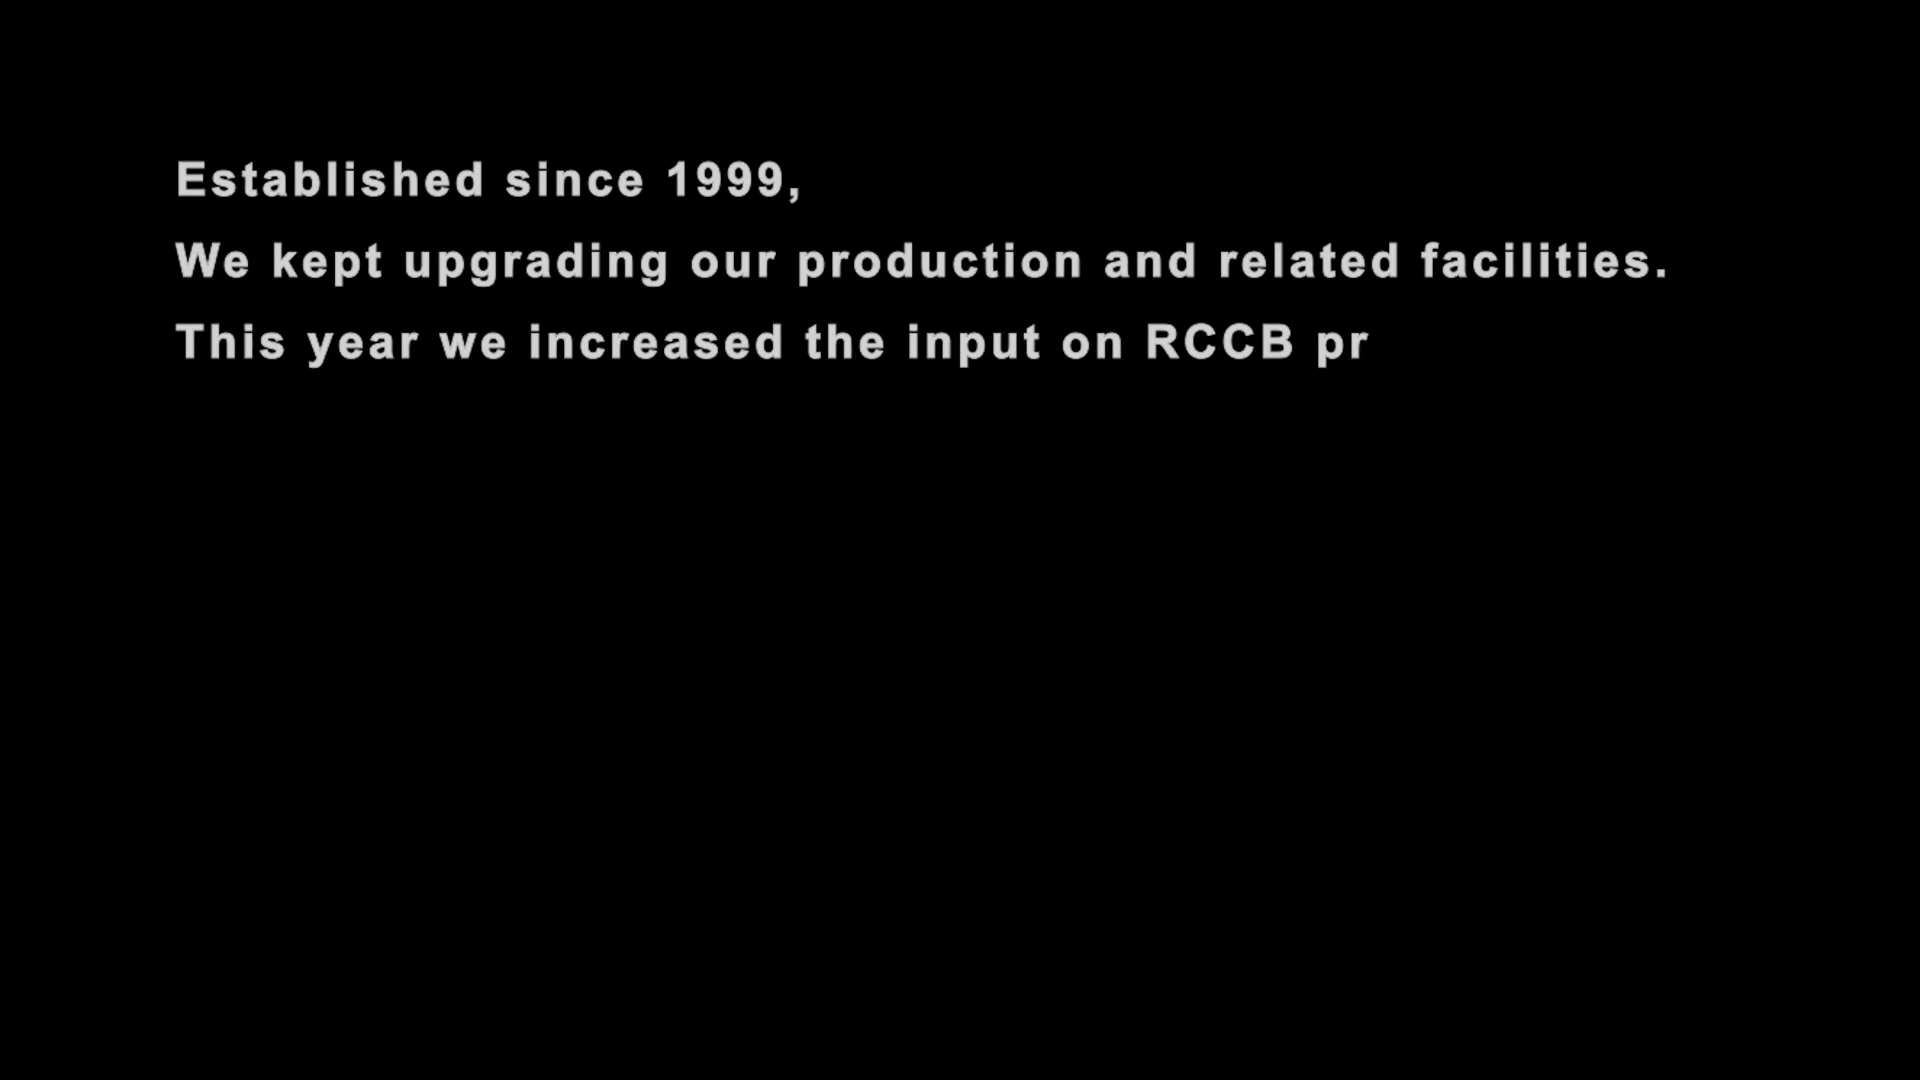 Established since 1999,
We kept upgrading our production and related facilities.
This year we increased the input on RCCB pr